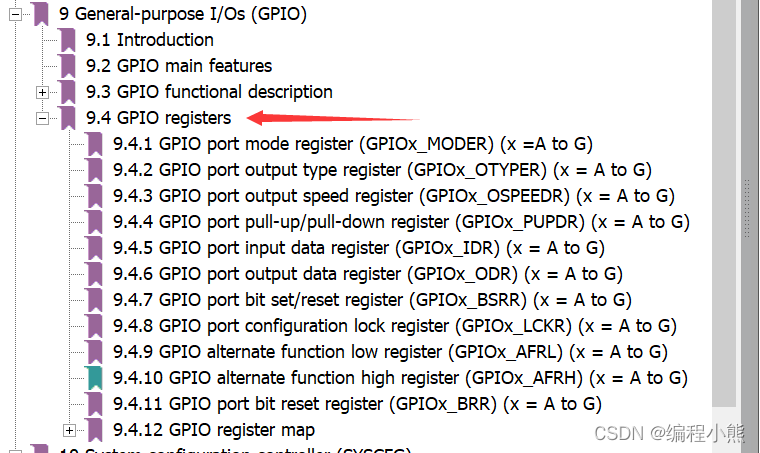 9 General-purpose I/Os (GPIO)
9.1 Introduction
9.2 GPIO main features
9.3 GPIO functional description
9.4 GPIO registers
9.4.1 GPIO port mode register (GPIOx_MODER) (x =A to G)
9.4.2 GPIO port output type register (GPIOx_OTYPER) (x = A to G)
9.4.3 GPIO port output speed register (GPIOx_OSPEEDR) (x = A to G)
9.4.4 GPIO port pull-up/pull-down register (GPIOx_PUPDR) (x = A to G)
9.4.5 GPIO port input data register (GPIOx_IDR) (x = A to G)
9.4.6 GPIO port output data register (GPIOx_ODR) (x = A to G)
9.4.7 GPIO port bit set/reset register (GPIOx_BSRR) (x = A to G)
9.4.8 GPIO port configuration lock register (GPIOx_LCKR) (x = A to G)
9.4.9 GPIO alternate function low register (GPIOx_AFRL) (x = A to G)
9.4.10 GPIO alternate function high register (GPIOx_AFRH) (x = A to G)
9.4.11 GPIO port bit reset register (GPIOx_BRR) (x = A to G)
9.4.12 GPIO register map
10 System configuration controller (SYSCFG)
CSDN @编程小熊